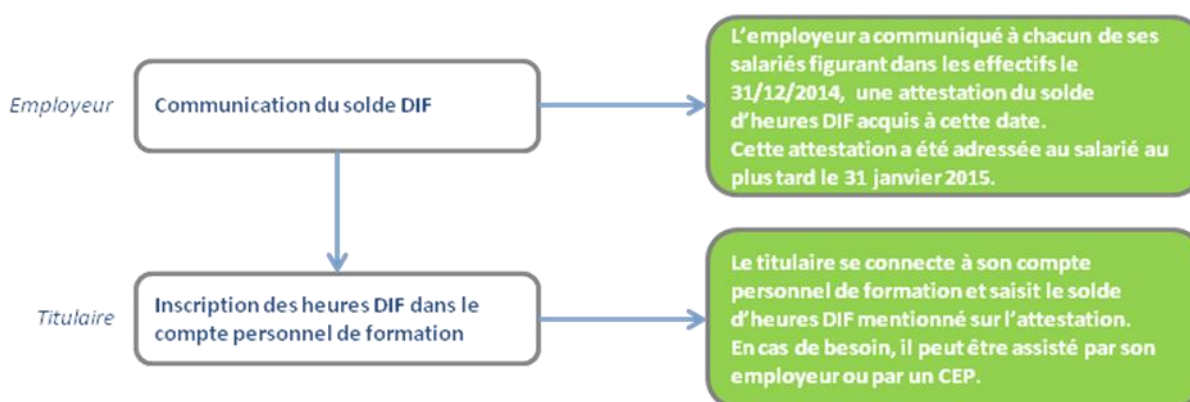 Employeur
Communication du solde DIF
L'employeur a communiqué à chacun de ses
salariés figurant dans les effectifs le
31/12/2014, une attestation du solde
d'heures DIF acquis à cette date.
Cette attestation a été adressée au salarié au
plus tard le 31 janvier 2015.
Titulaire
Inscription des heures DIF dans le
compte personnel de formation
Le titulaire se connecte à son compte
personnel de formation et saisit le solde
d'heures DIF mentionné sur l'attestation.
En cas de besoin, il peut être assisté par son
employeur ou par un CEP.